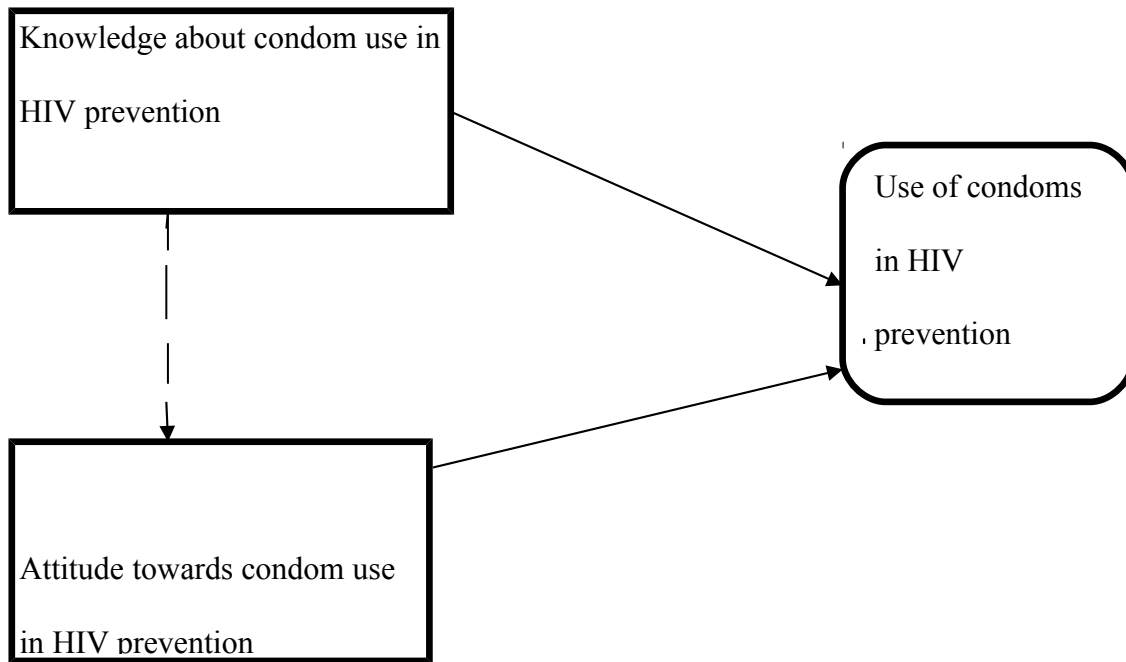 Knowledge about condom use in
HIV prevention
Use of condoms
in HIV
prevention
Attitude towards condom use
in HIV prevention